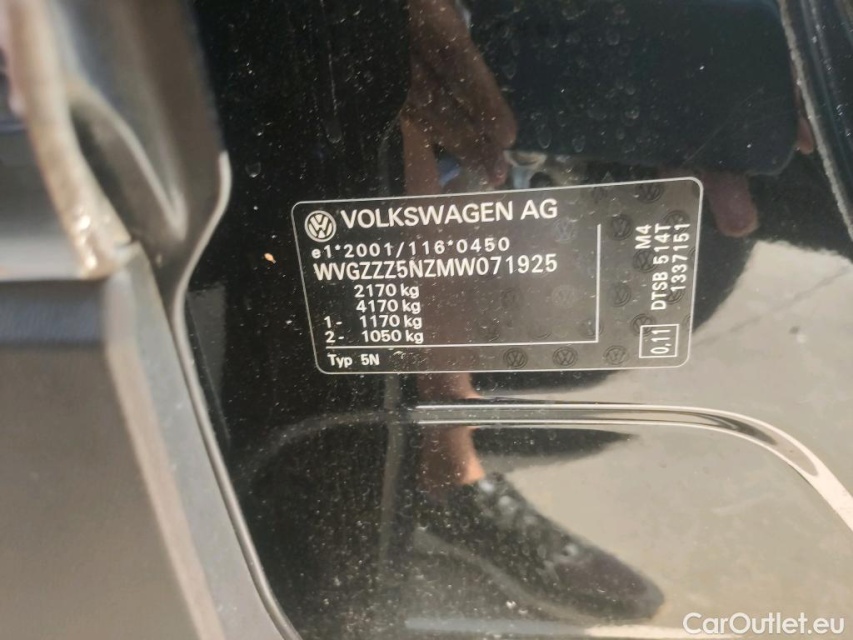 VOLKSWAGEN AG
e1*2001/116*0450
WVGZZZ5NZMW071925
2170 kg
4170 kg
1- 1170 kg
2- 1050 kg
Typ 5N
M4
DTSB 514T
1337151
0.11
CarOutlet.eu